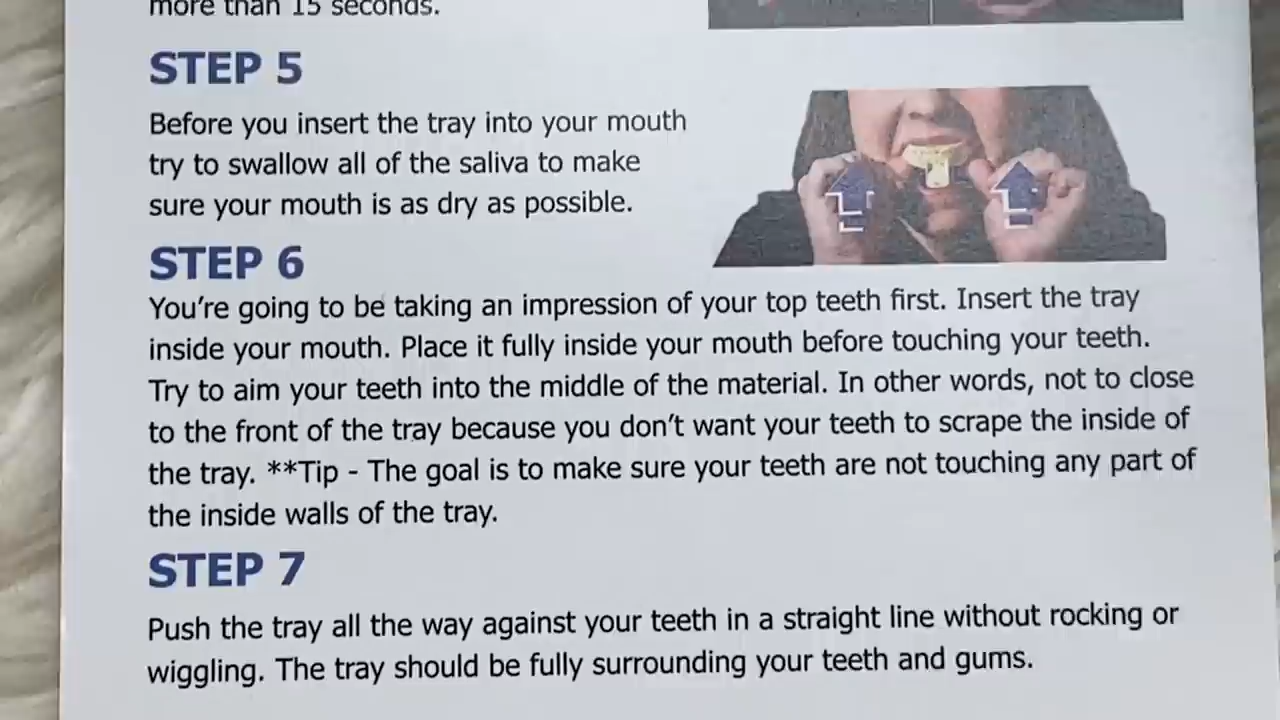 more than 15 seconds.
STEP 5
Before you insert the tray into your mouth
try to swallow all of the saliva to make
sure your mouth is as dry as possible.
STEP 6
You're going to be taking an impression of your top teeth first. Insert the tray
inside your mouth. Place it fully inside your mouth before touching your teeth.
Try to aim your teeth into the middle of the material. In other words, not to close
to the front of the tray because you don't want your teeth to scrape the inside of
the tray. **Tip - The goal is to make sure your teeth are not touching any part of
the inside walls of the tray.
STEP 7
Push the tray all the way against your teeth in a straight line without rocking or
wiggling. The tray should be fully surrounding your teeth and gums.